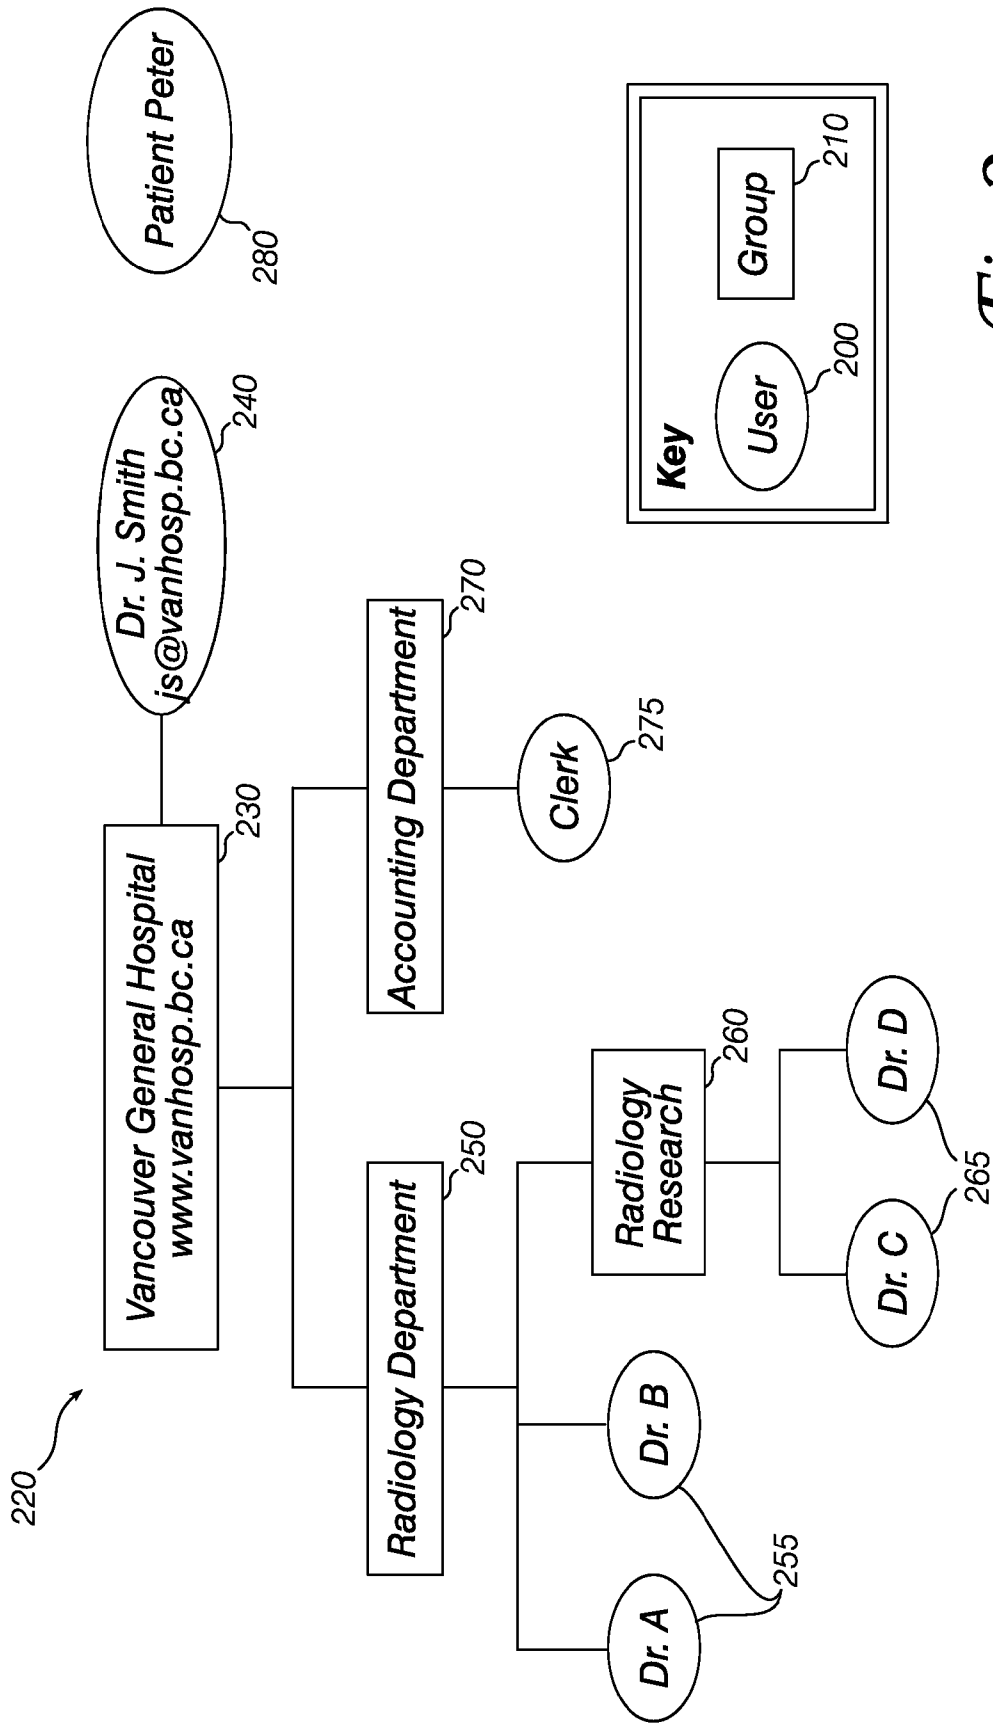 220
Vancouver General Hospital
www.vanhosp.bc.ca
230
Dr. J. Smith
js@vanhosp.bc.ca
240
Patient Peter
280
Radiology Department
250
Accounting Department
270
Dr. A
Dr. B
255
Radiology
Research
260
Clerk
275
Dr. C
Dr. D
265
Key
User
200
Group
210